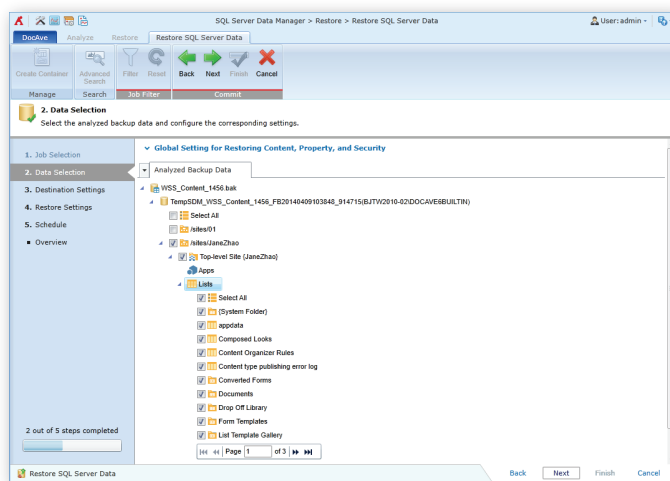 SQL Server Data Manager > Restore > Restore SQL Server Data
User: admin
DocAve Analyze Restore Restore SQL Server Data
Create Container Advanced Search Filter Reset Back Next Finish Cancel
Manage Search Job Filter Commit
2. Data Selection
Select the analyzed backup data and configure the corresponding settings.
1. Job Selection
2. Data Selection
3. Destination Settings
4. Restore Settings
5. Schedule
Overview
2 out of 5 steps completed
Global Setting for Restoring Content, Property, and Security
Analyzed Backup Data
WSS_Content_1456.bak
TempSDM_WSS_Content_1456_FB20140409103848_914715(BJTW2010-02\DOCAVE6BUILTIN)
Select All
/sites/01
/sites/JaneZhao
Top-level Site (JaneZhao)
Apps
Lists
Select All
{System Folder}
appdata
Composed Looks
Content Organizer Rules
Content type publishing error log
Converted Forms
Documents
Drop Off Library
Form Templates
List Template Gallery
Page 1 of 3
Restore SQL Server Data
Back Next Finish Cancel